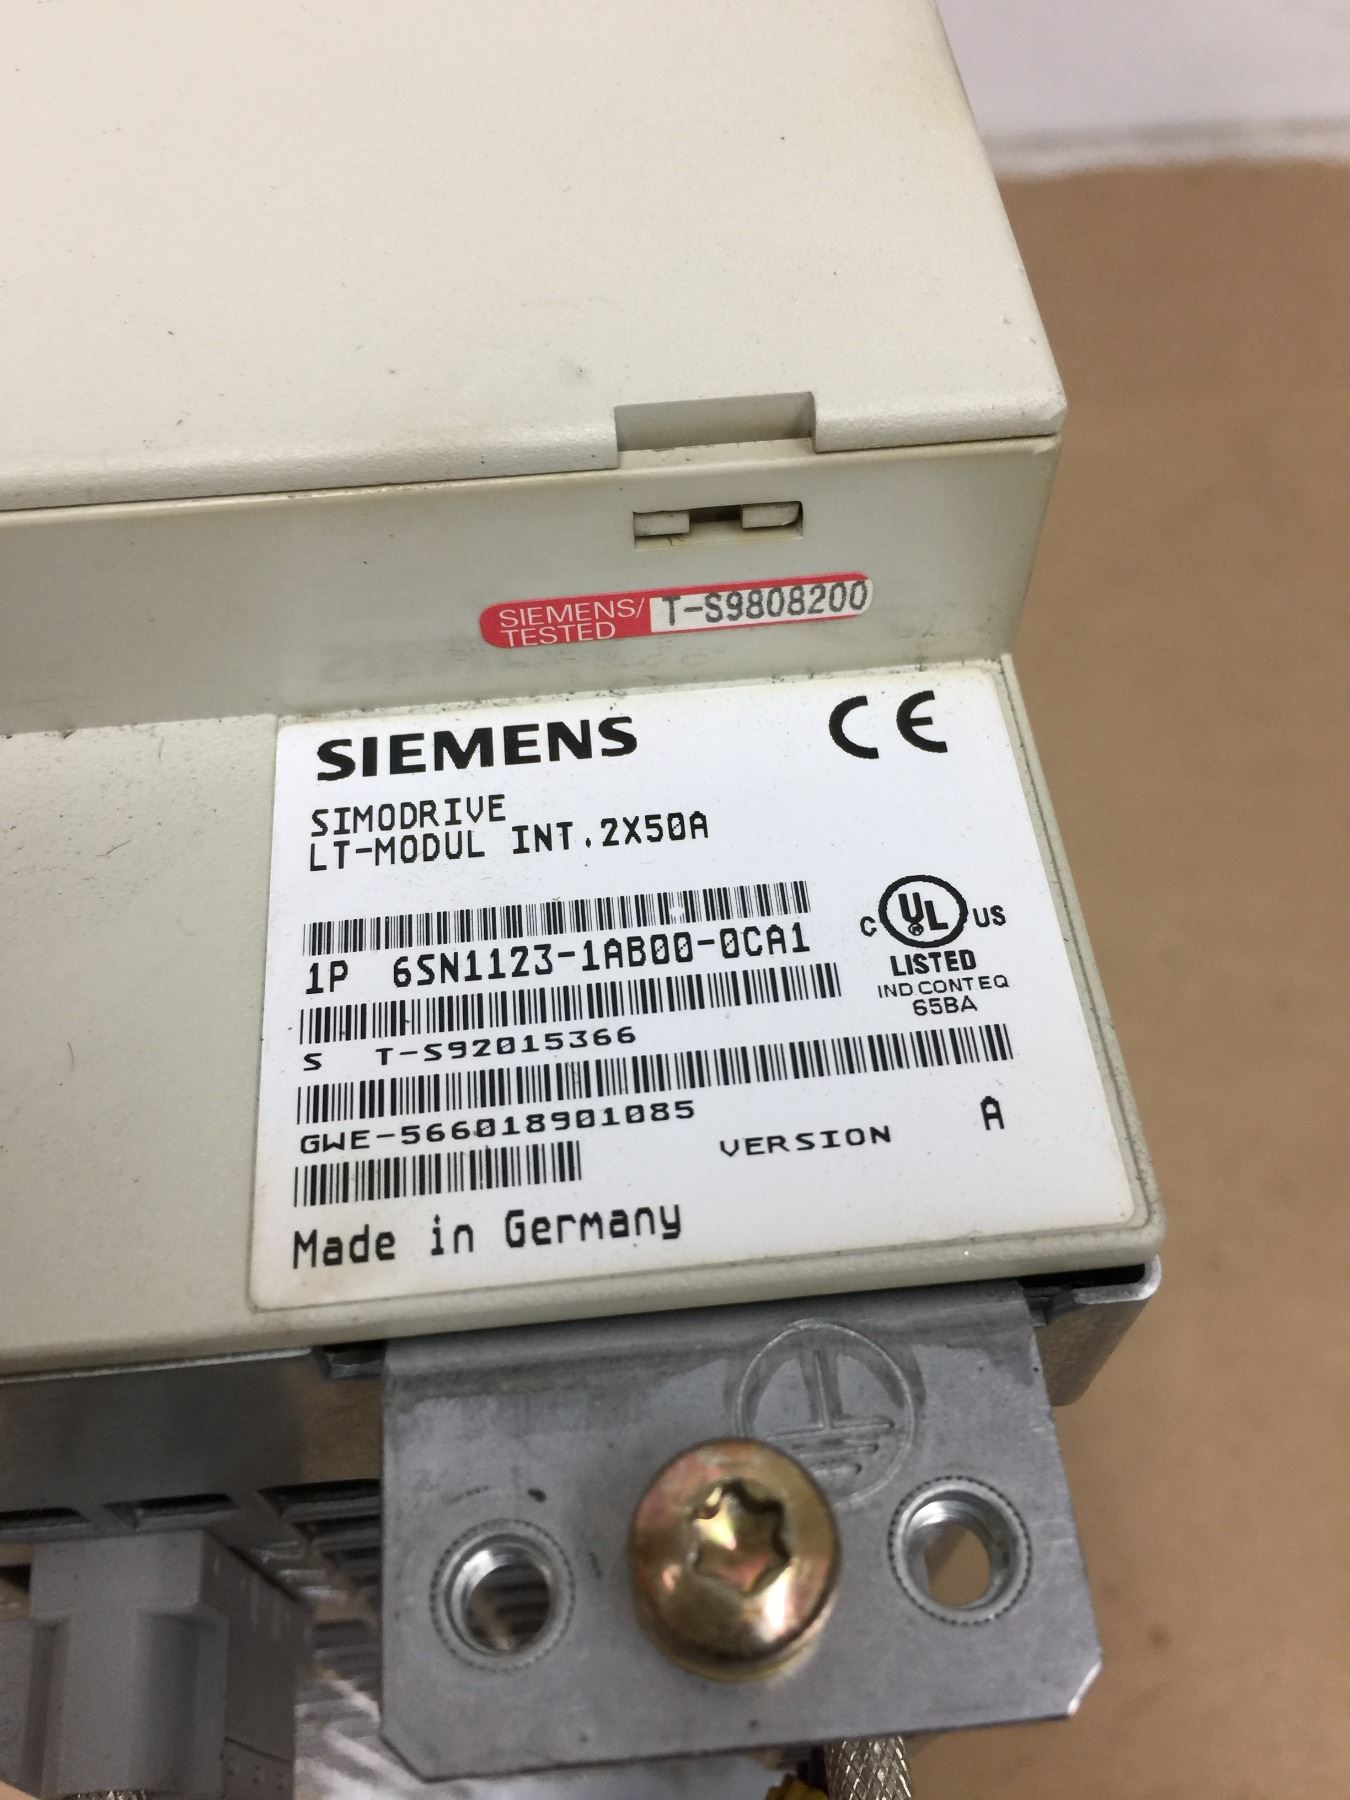 SIEMENS/ T-S9808200
TESTED
SIEMENS CE
SIMODRIVE
LT-MODUL INT.2X50A
1P 6SN1123-1AB00-0CA1
C UL US
LISTED
IND.CONT.EQ
65BA
S T-S92015366
GWE-566018901085
VERSION A
Made in Germany